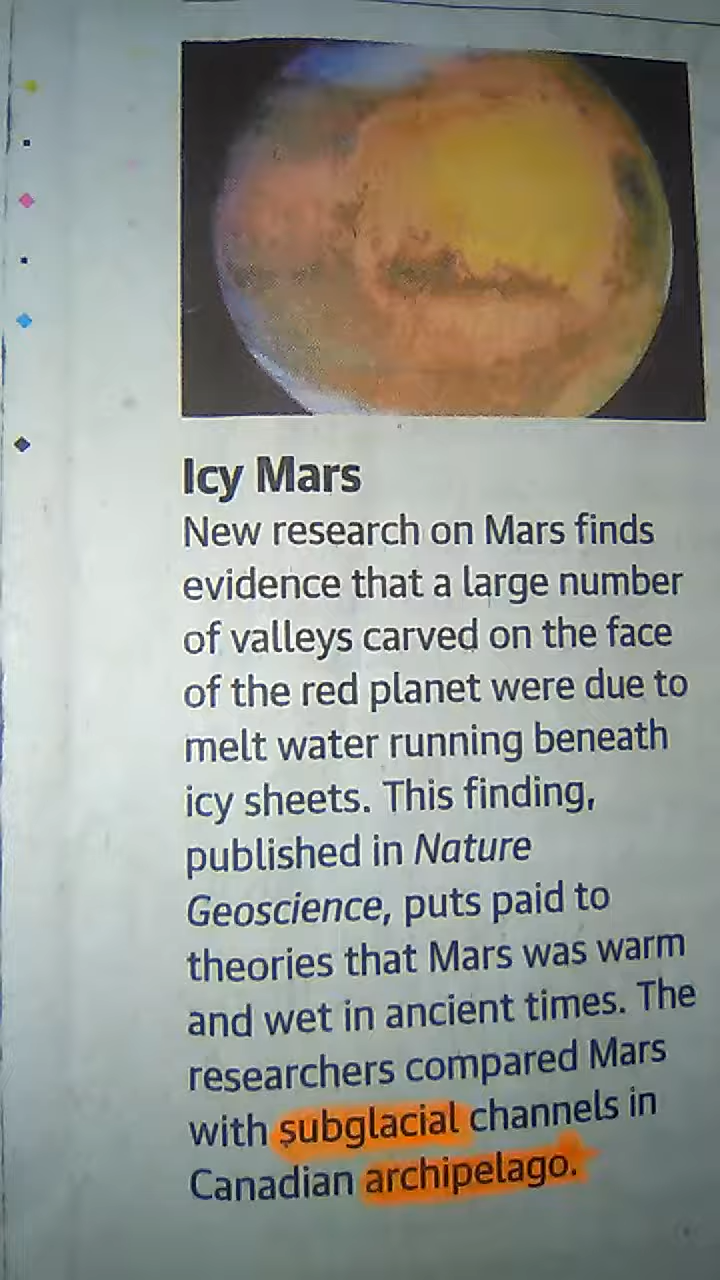 Icy Mars
New research on Mars finds
evidence that a large number
of valleys carved on the face
of the red planet were due to
melt water running beneath
icy sheets. This finding,
published in Nature
Geoscience, puts paid to
theories that Mars was warm
and wet in ancient times. The
researchers compared Mars
with subglacial channels in
Canadian archipelago.